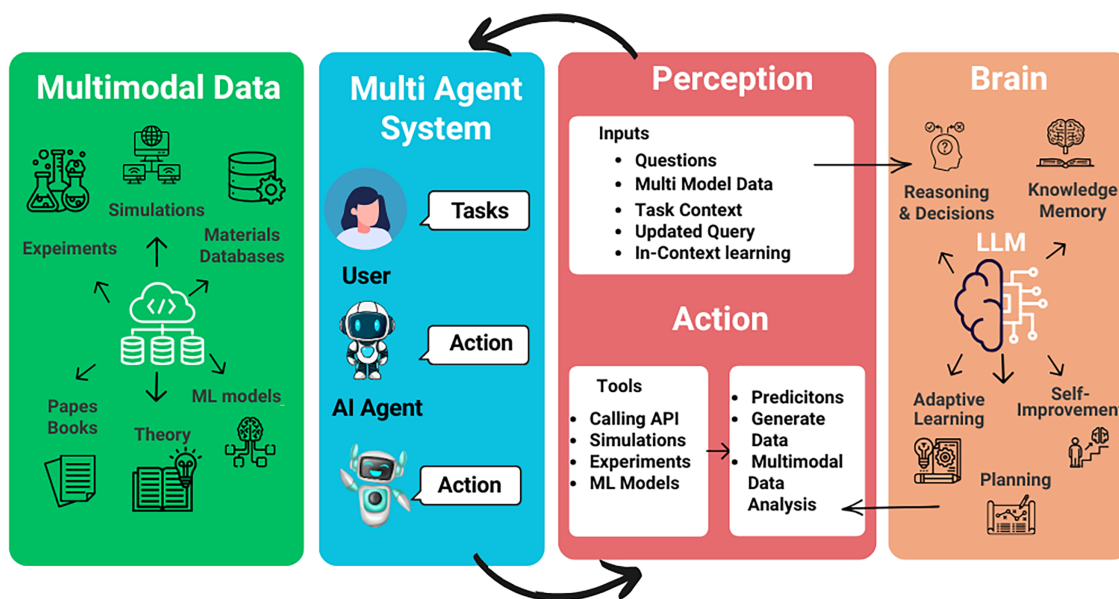 Multimodal Data
Simulations
Expeiments
Materials
Databases
</>
Papes
Books
Theory
ML models
Multi Agent
System
Tasks
User
Action
AI Agent
Action
Perception
Inputs
• Questions
• Multi Model Data
• Task Context
• Updated Query
• In-Context learning
Action
Tools
• Calling API
• Simulations
• Experiments
• ML Models
• Predicitons
• Generate
Data
• Multimodal
Data
Analysis
Brain
?
Reasoning
& Decisions
Knowledge
Memory
LLM
Adaptive
Learning
Self-
Improvement
Planning